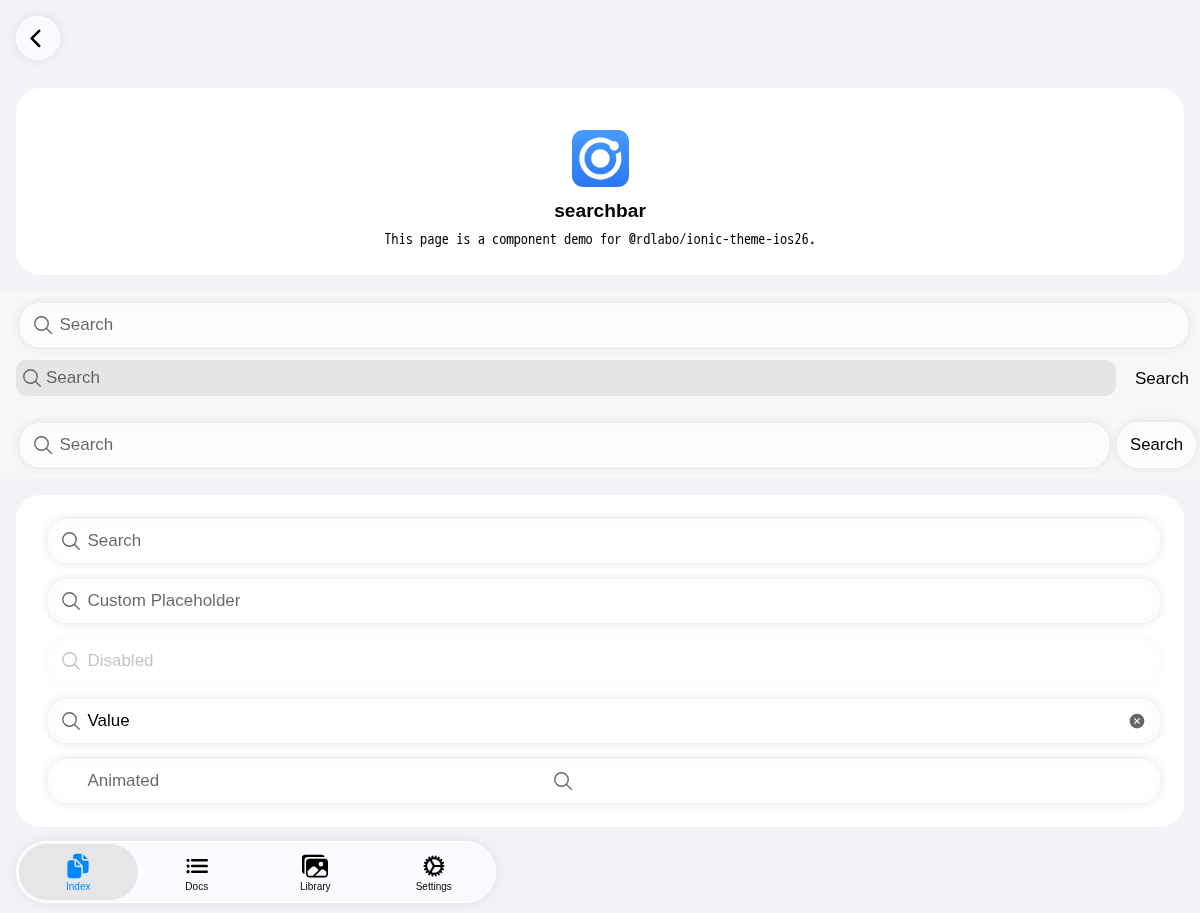 searchbar
This page is a component demo for @rdlabo/ionic-theme-ios26.
Search
Search Search
Search Search
Search
Custom Placeholder
Disabled
Value
Animated
Index Docs Library Settings